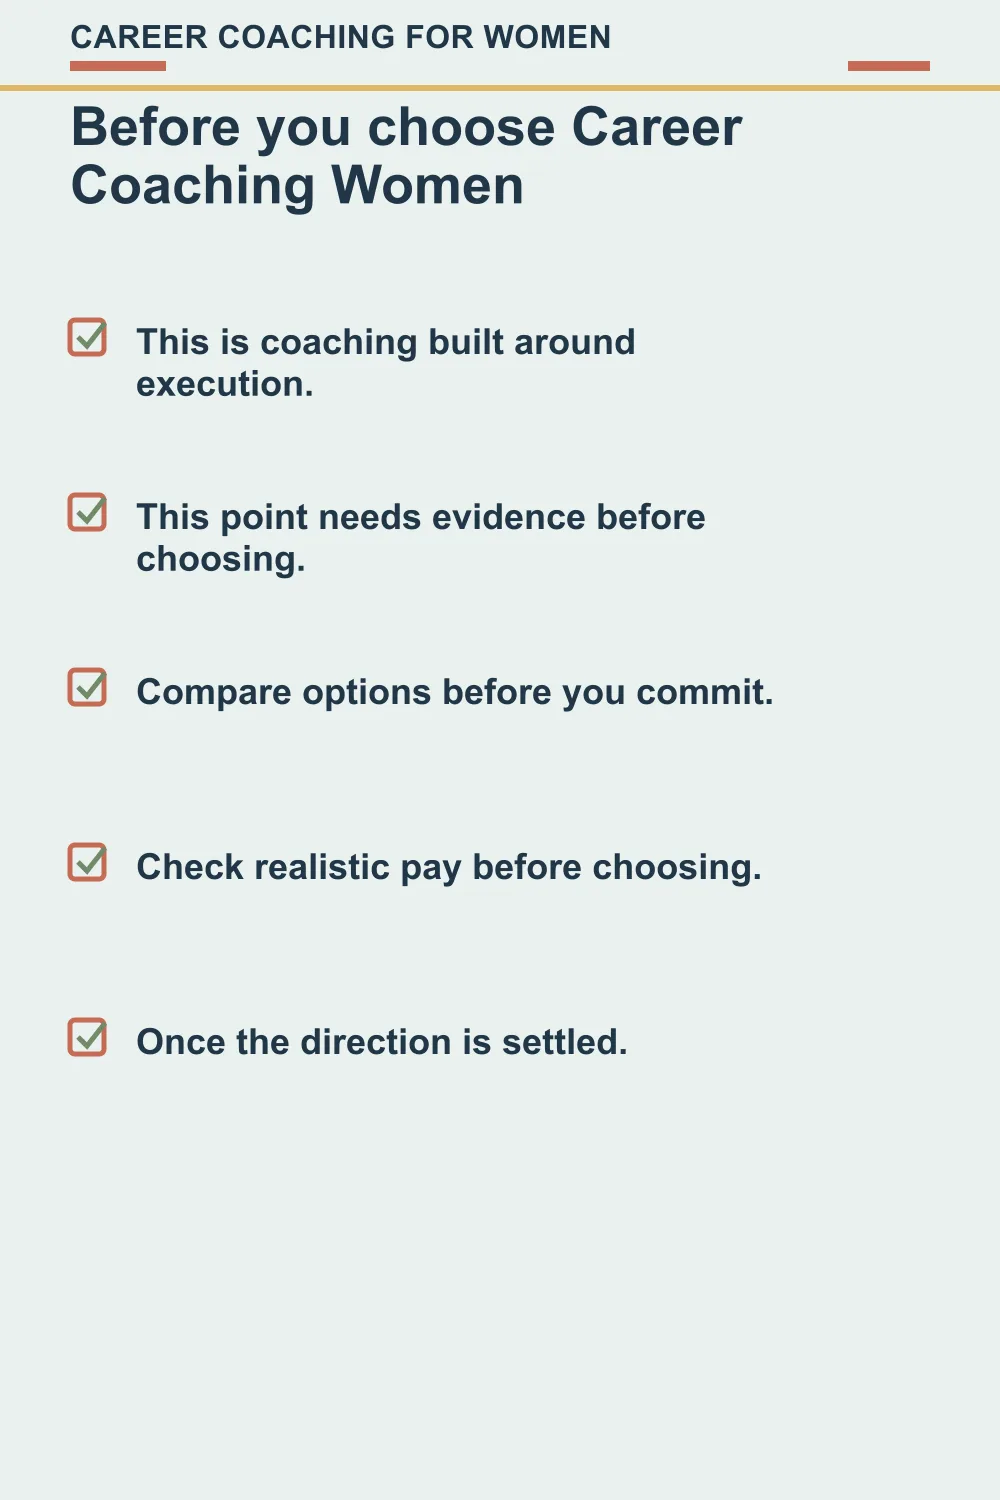 CAREER COACHING FOR WOMEN
Before you choose Career
Coaching Women
This is coaching built around
execution.
This point needs evidence before
choosing.
Compare options before you commit.
Check realistic pay before choosing.
Once the direction is settled.